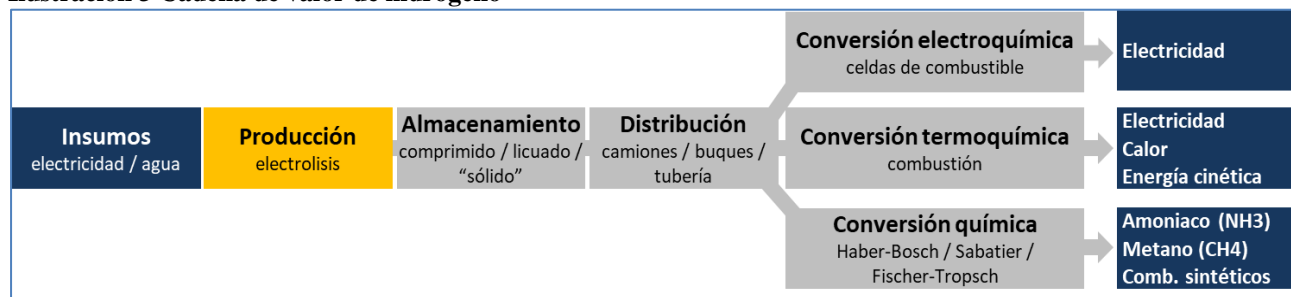 Ilustración 3 Cadena de valor de hidrógeno
Insumos
electricidad / agua
Producción
electrolisis
Almacenamiento
comprimido / licuado /
“sólido”
Distribución
camiones / buques /
tubería
Conversión electroquímica
celdas de combustible
Electricidad
Conversión termoquímica
combustión
Electricidad
Calor
Energía cinética
Conversión química
Haber-Bosch / Sabatier /
Fischer-Tropsch
Amoniaco (NH3)
Metano (CH4)
Comb. sintéticos